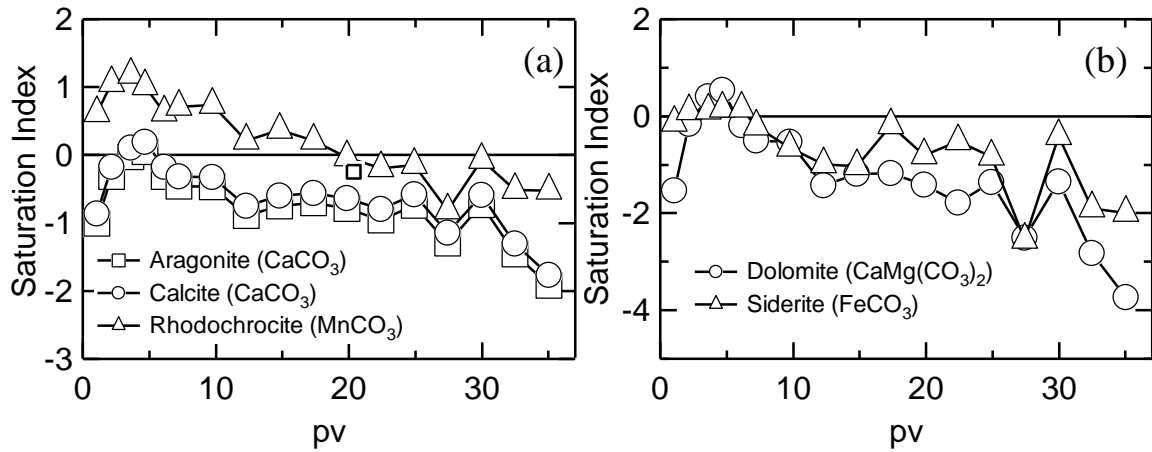 (a)
Saturation Index
2
1
0
-1
-2
-3
Aragonite (CaCO₃)
Calcite (CaCO₃)
Rhodochrocite (MnCO₃)
0 10 20 30
pv
(b)
Saturation Index
2
0
-2
-4
Dolomite (CaMg(CO₃)₂)
Siderite (FeCO₃)
0 10 20 30
pv